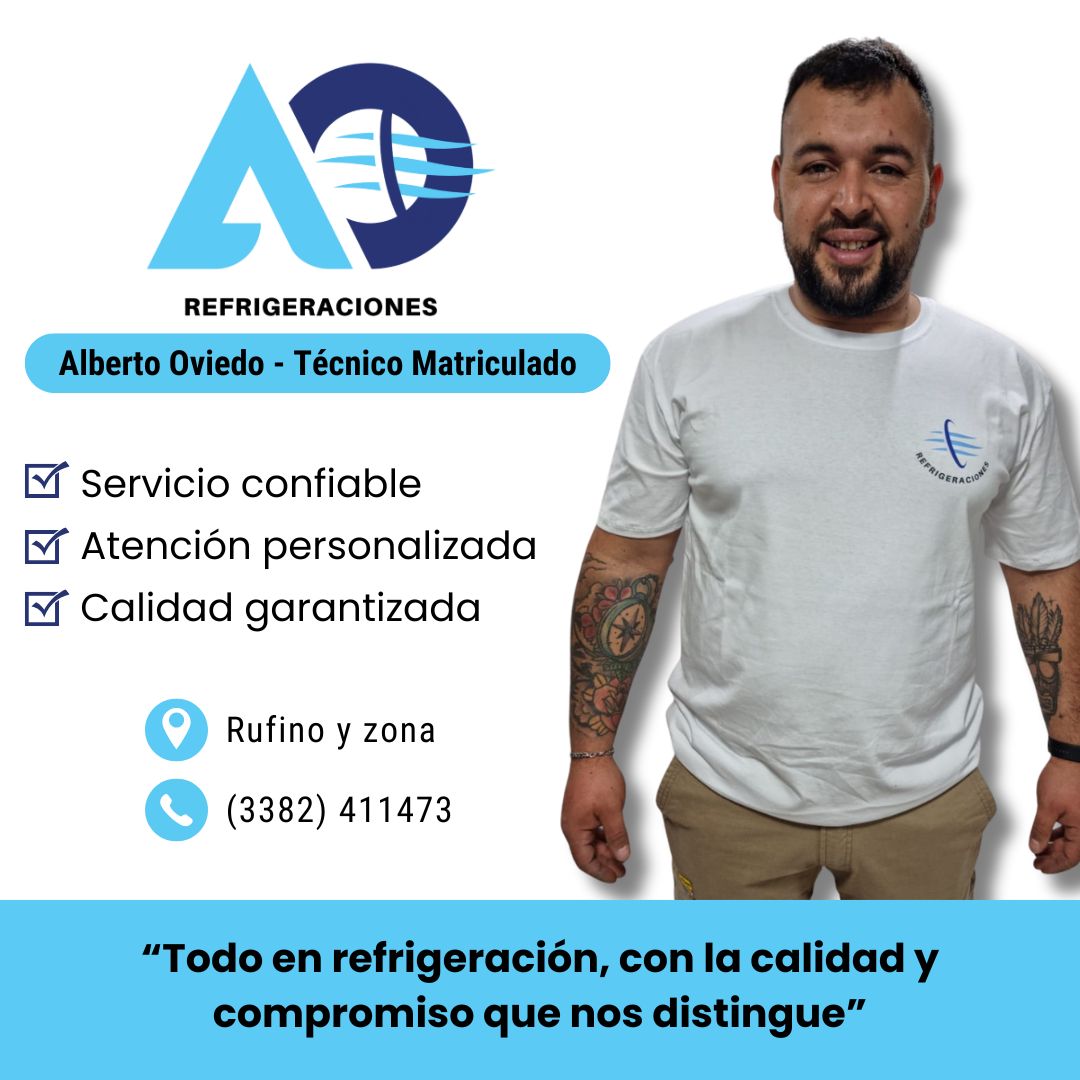 AO
REFRIGERACIONES
Alberto Oviedo - Técnico Matriculado
Servicio confiable
Atención personalizada
Calidad garantizada
REFRIGERACIONES
Rufino y zona
(3382) 411473
“Todo en refrigeración, con la calidad y
compromiso que nos distingue”